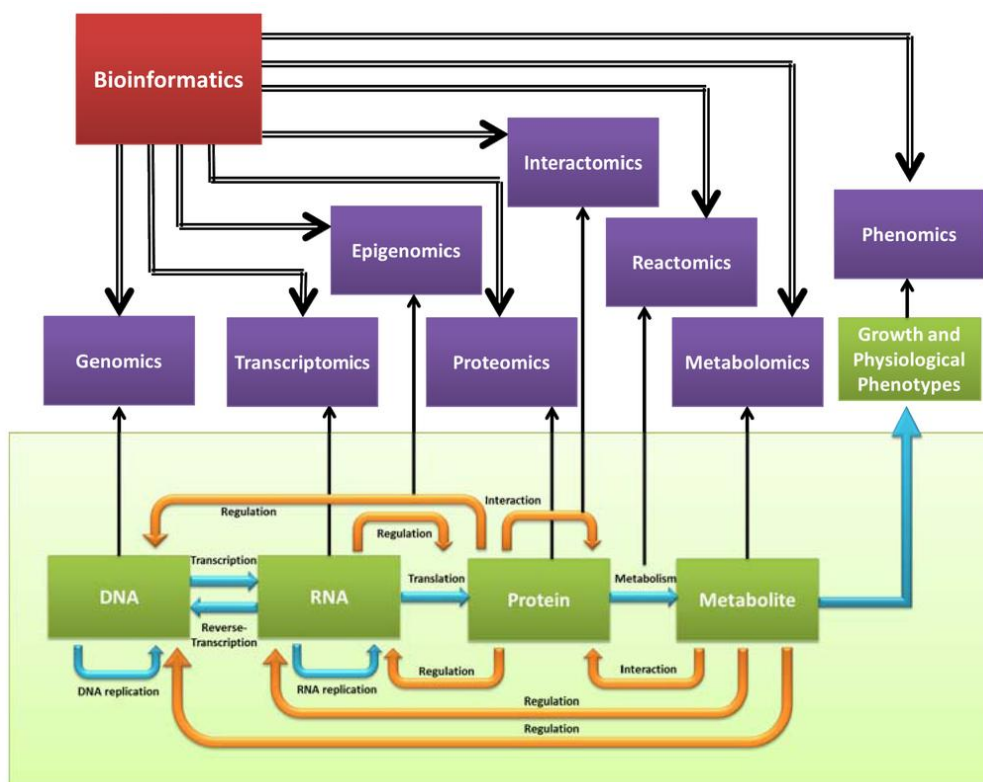 Bioinformatics
Interactomics
Epigenomics
Reactomics
Phenomics
Genomics
Transcriptomics
Proteomics
Metabolomics
Growth and
Physiological
Phenotypes
Interaction
Regulation
Regulation
Transcription
Translation
Metabolism
DNA
RNA
Protein
Metabolite
Reverse-
Transcription
DNA replication
RNA replication
Regulation
Interaction
Regulation
Regulation